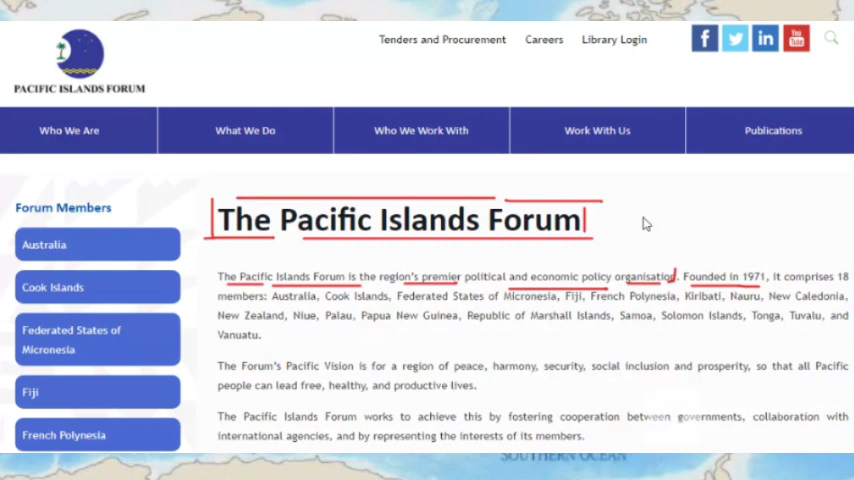 Tenders and Procurement Careers Library Login
PACIFIC ISLANDS FORUM
Who We Are What We Do Who We Work With Work With Us Publications
Forum Members
Australia
Cook Islands
Federated States of
Micronesia
Fiji
French Polynesia
The Pacific Islands Forum
The Pacific Islands Forum is the region's premier political and economic policy organisation. Founded in 1971, it comprises 18
members: Australia, Cook Islands, Federated States of Micronesia, Fiji, French Polynesia, Kiribati, Nauru, New Caledonia,
New Zealand, Niue, Palau, Papua New Guinea, Republic of Marshall Islands, Samoa, Solomon Islands, Tonga, Tuvalu, and
Vanuatu.
The Forum's Pacific Vision is for a region of peace, harmony, security, social inclusion and prosperity, so that all Pacific
people can lead free, healthy, and productive lives.
The Pacific Islands Forum works to achieve this by fostering cooperation between governments, collaboration with
international agencies, and by representing the interests of its members.
SOUTHERN OCEAN